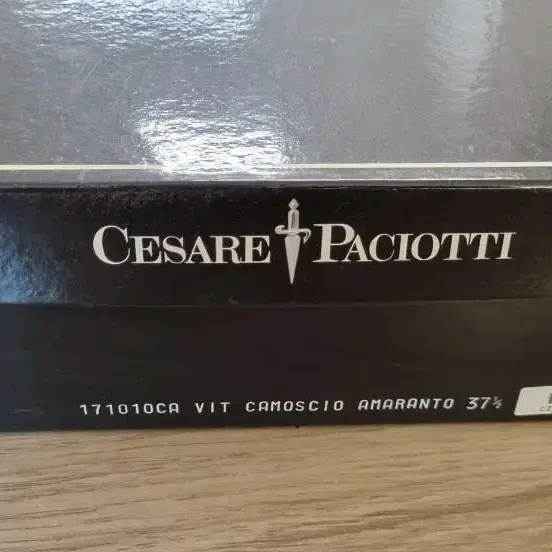 CESARE PACIOTTI
171010CA VIT CAMOSCIO AMARANTO 37½